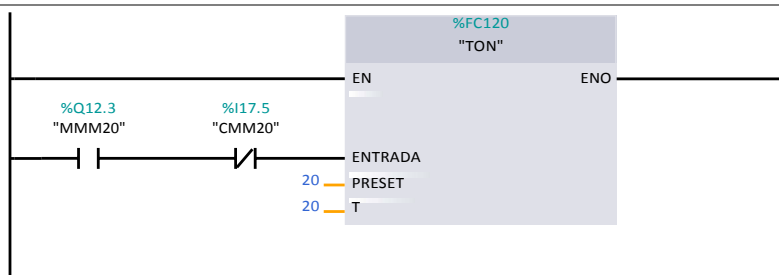 %FC120
"TON"
EN ENO
%Q12.3 %I17.5
"MMM20" "CMM20"
ENTRADA
20 PRESET
20 T